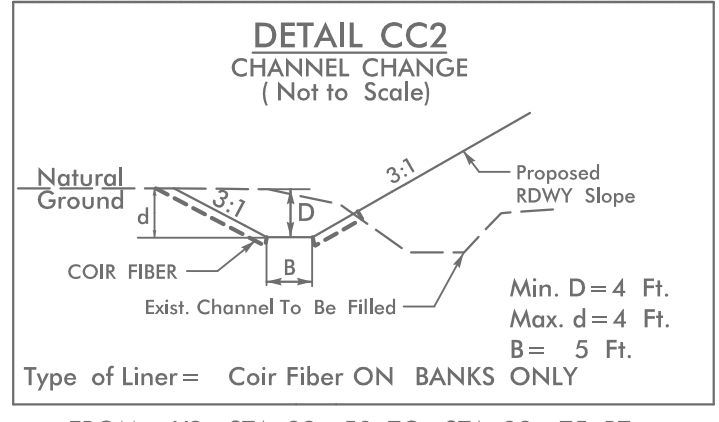 DETAIL CC2
CHANNEL CHANGE
( Not to Scale)
Natural
Ground
3:1
3:1
Proposed
RDWY Slope
d
D
B
COIR FIBER
Exist. Channel To Be Filled
Min. D = 4 Ft.
Max. d = 4 Ft.
B = 5 Ft.
Type of Liner = Coir Fiber ON BANKS ONLY